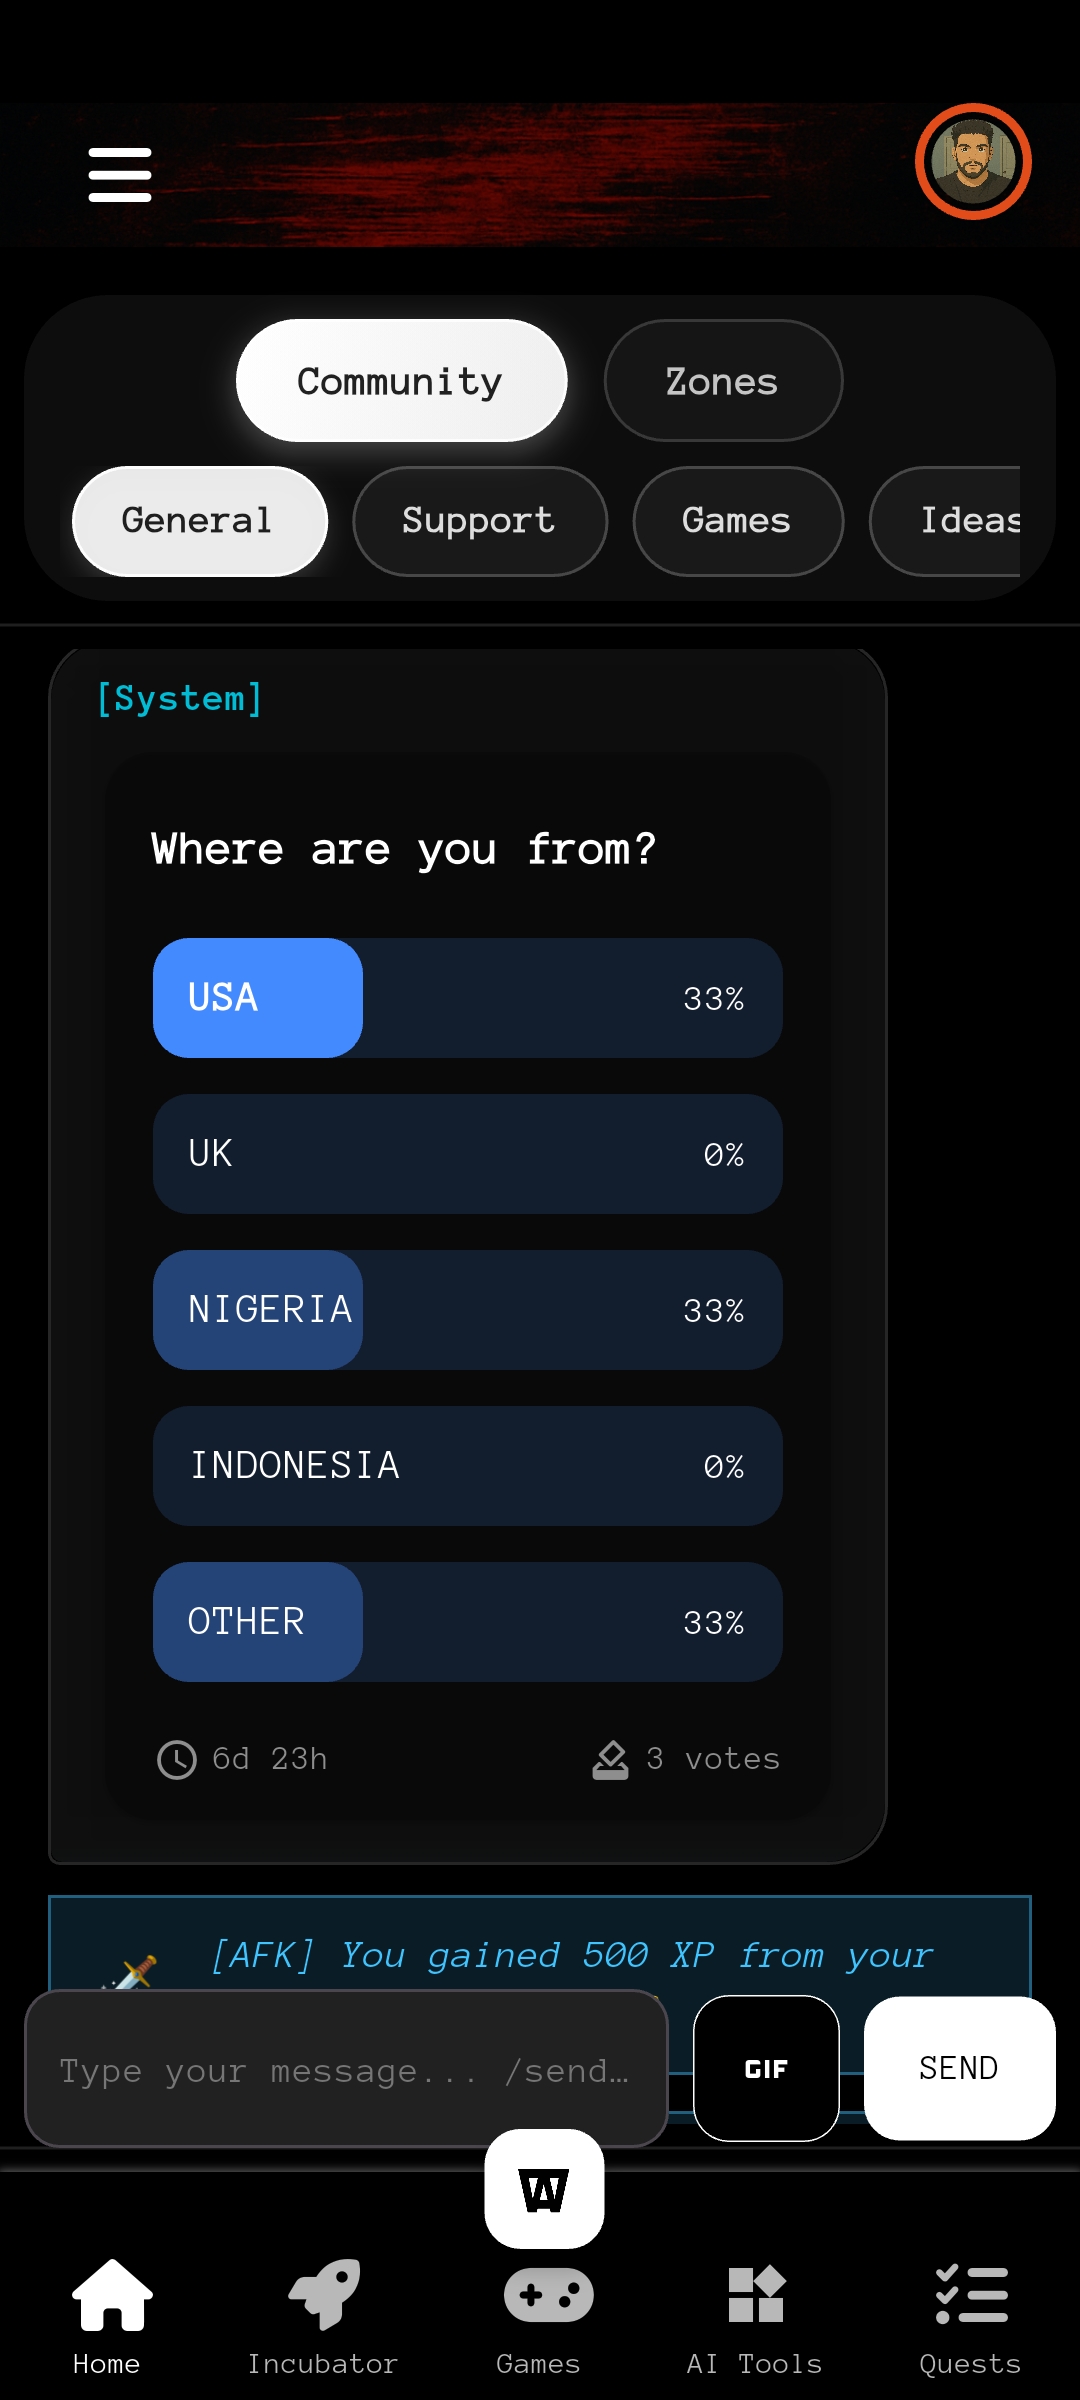 Community Zones
General Support Games Ideas
[System]
Where are you from?
USA 33%
UK 0%
NIGERIA 33%
INDONESIA 0%
OTHER 33%
6d 23h 3 votes
[AFK] You gained 500 XP from your
Type your message... /send…
GIF
SEND
W
Home Incubator Games AI Tools Quests